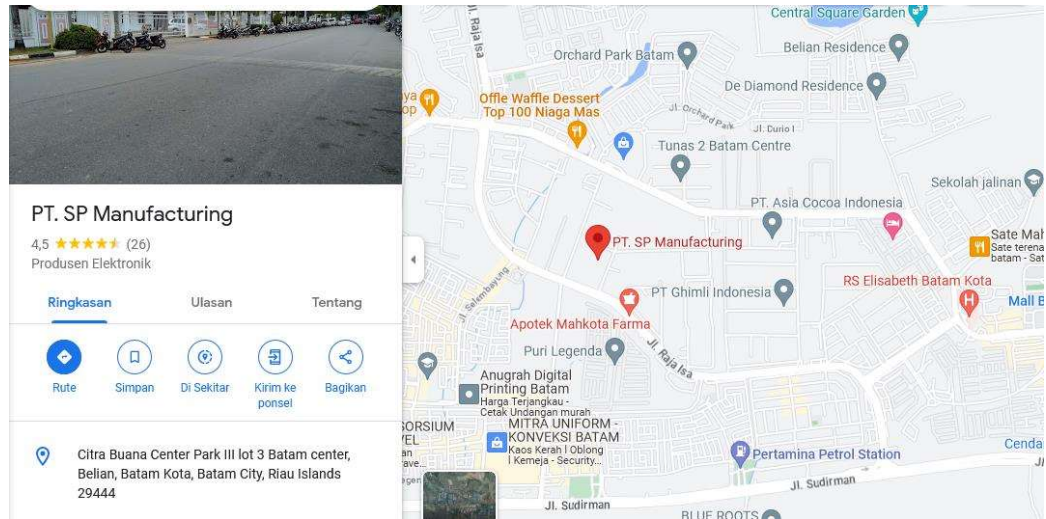 PT. SP Manufacturing
4,5 (26)
Produsen Elektronik
Ringkasan
Ulasan
Tentang
Rute
Simpan
Di Sekitar
Kirim ke
ponsel
Bagikan
Citra Buana Center Park III lot 3 Batam center,
Belian, Batam Kota, Batam City, Riau Islands
29444
Central Square Garden
Jl. Raja Isa
Orchard Park Batam
Belian Residence
De Diamond Residence
Offle Waffle Dessert
Top 100 Niaga Mas
Jl. Orchard Park
Jl. Durio I
Tunas 2 Batam Centre
Sekolah jalinan
PT. Asia Cocoa Indonesia
PT. SP Manufacturing
Sate Mah
Sate terena
batam - Sat
RS Elisabeth Batam Kota
PT Ghimli Indonesia
Mall B
Jl. Selembayung
Apotek Mahkota Farma
Puri Legenda
Jl. Raja Isa
Anugrah Digital
Printing Batam
Harga Terjangkau -
Cetak Undangan murah
MITRA UNIFORM -
KONVEKSI BATAM
Kaos Kerah l Oblong
l Kemeja - Security...
Pertamina Petrol Station
Cenda
Jl. Sudirman
Jl. Sudirman
BLUE ROOTS